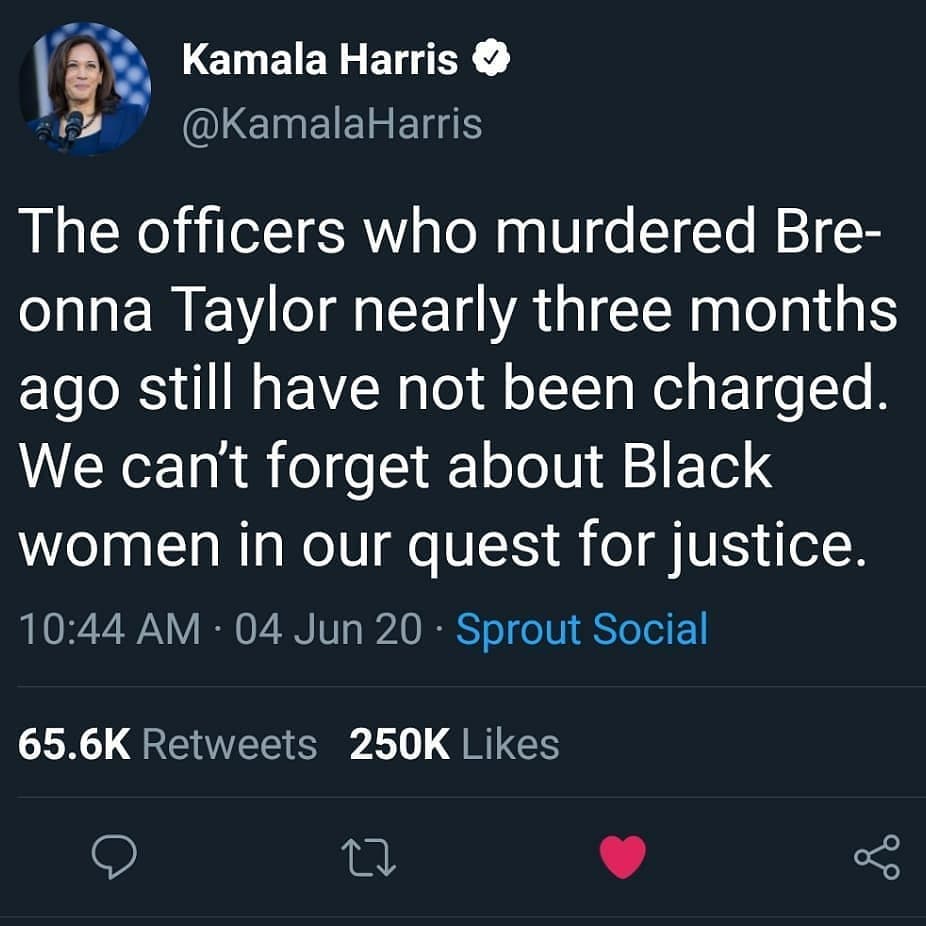 Kamala Harris
@KamalaHarris
The officers who murdered Bre-
onna Taylor nearly three months
ago still have not been charged.
We can't forget about Black
women in our quest for justice.
10:44 AM · 04 Jun 20 · Sprout Social
65.6K Retweets 250K Likes